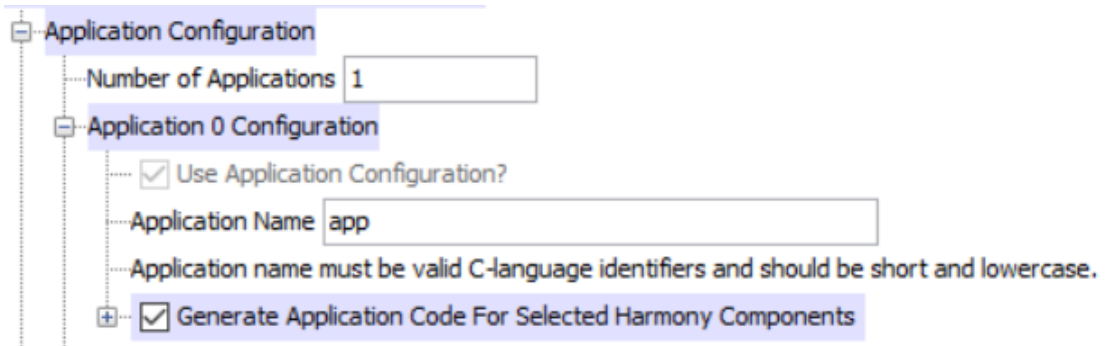 Application Configuration
Number of Applications 1
Application 0 Configuration
Use Application Configuration?
Application Name app
Application name must be valid C-language identifiers and should be short and lowercase.
Generate Application Code For Selected Harmony Components